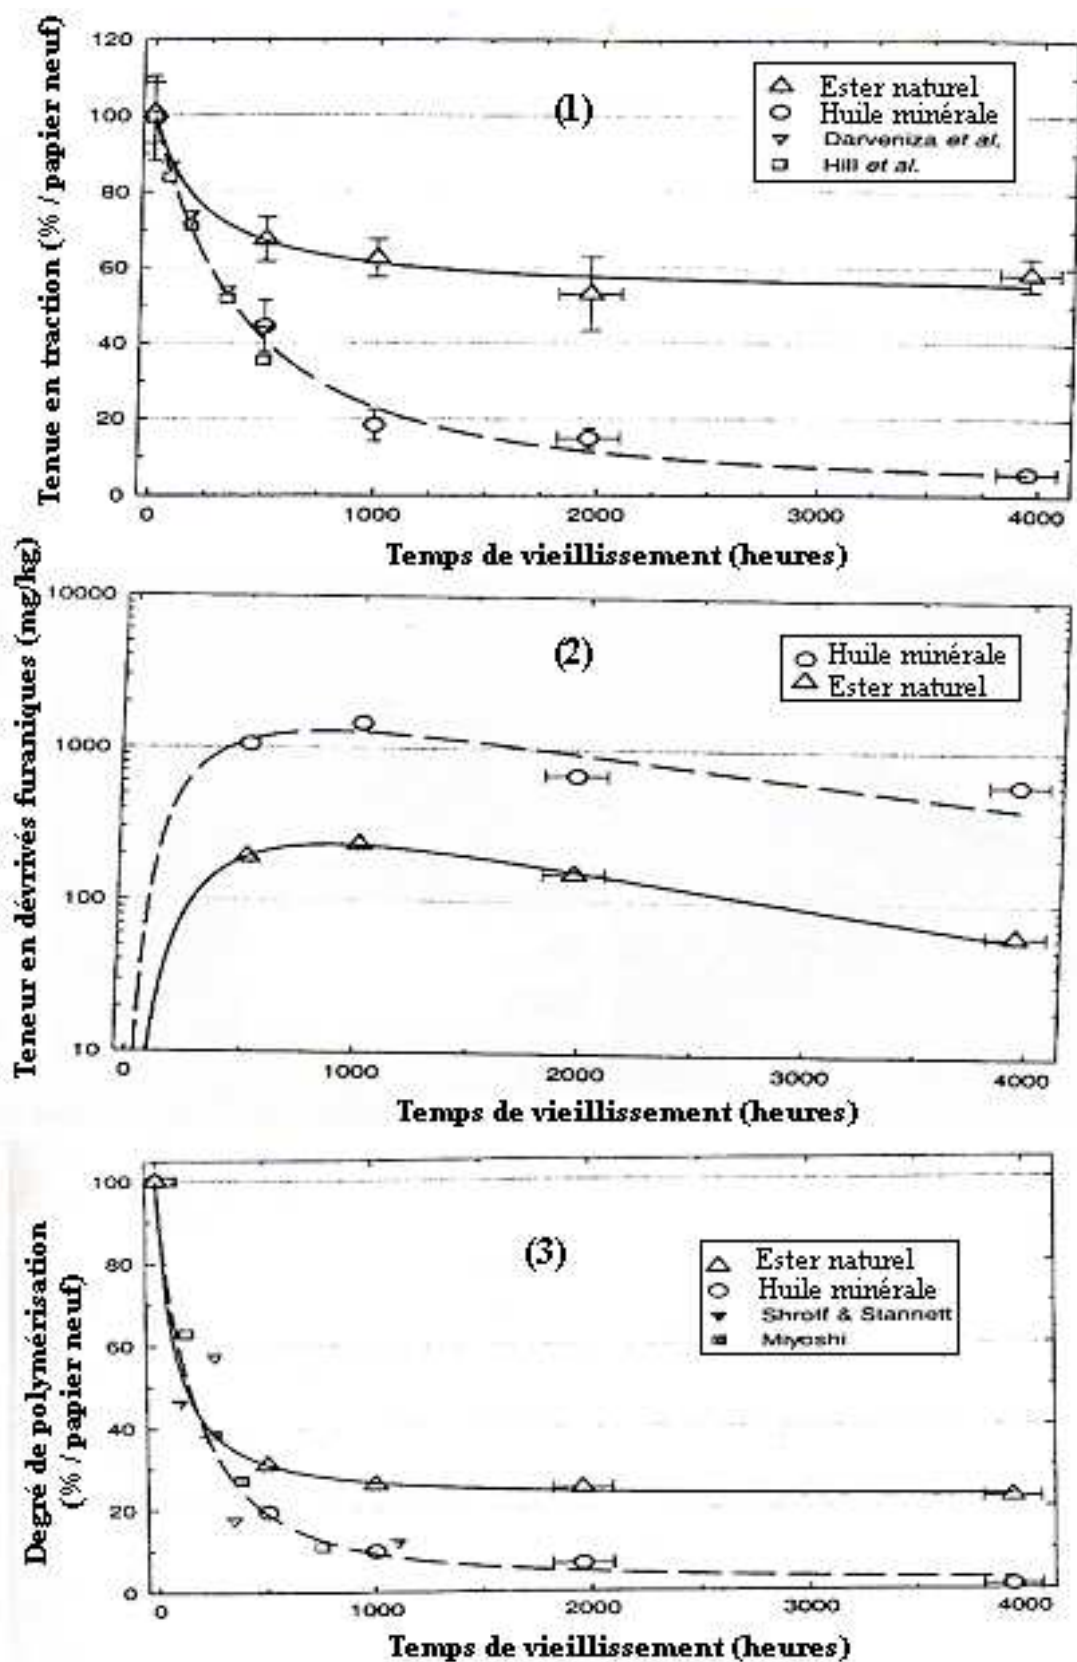 Tenue en traction (% / papier neuf)
120
100
80
60
40
20
0
(1)
Ester naturel
Huile minérale
Darveniza et al.
Hill et al.
0 1000 2000 3000 4000
Temps de vieillissement (heures)
Teneur en dévrivés furaniques (mg/kg)
10000
1000
100
10
(2)
Huile minérale
Ester naturel
0 1000 2000 3000 4000
Temps de vieillissement (heures)
Degré de polymérisation
(% / papier neuf)
100
80
60
40
20
0
(3)
Ester naturel
Huile minérale
Shroff & Stannett
Miyoshi
0 1000 2000 3000 4000
Temps de vieillissement (heures)